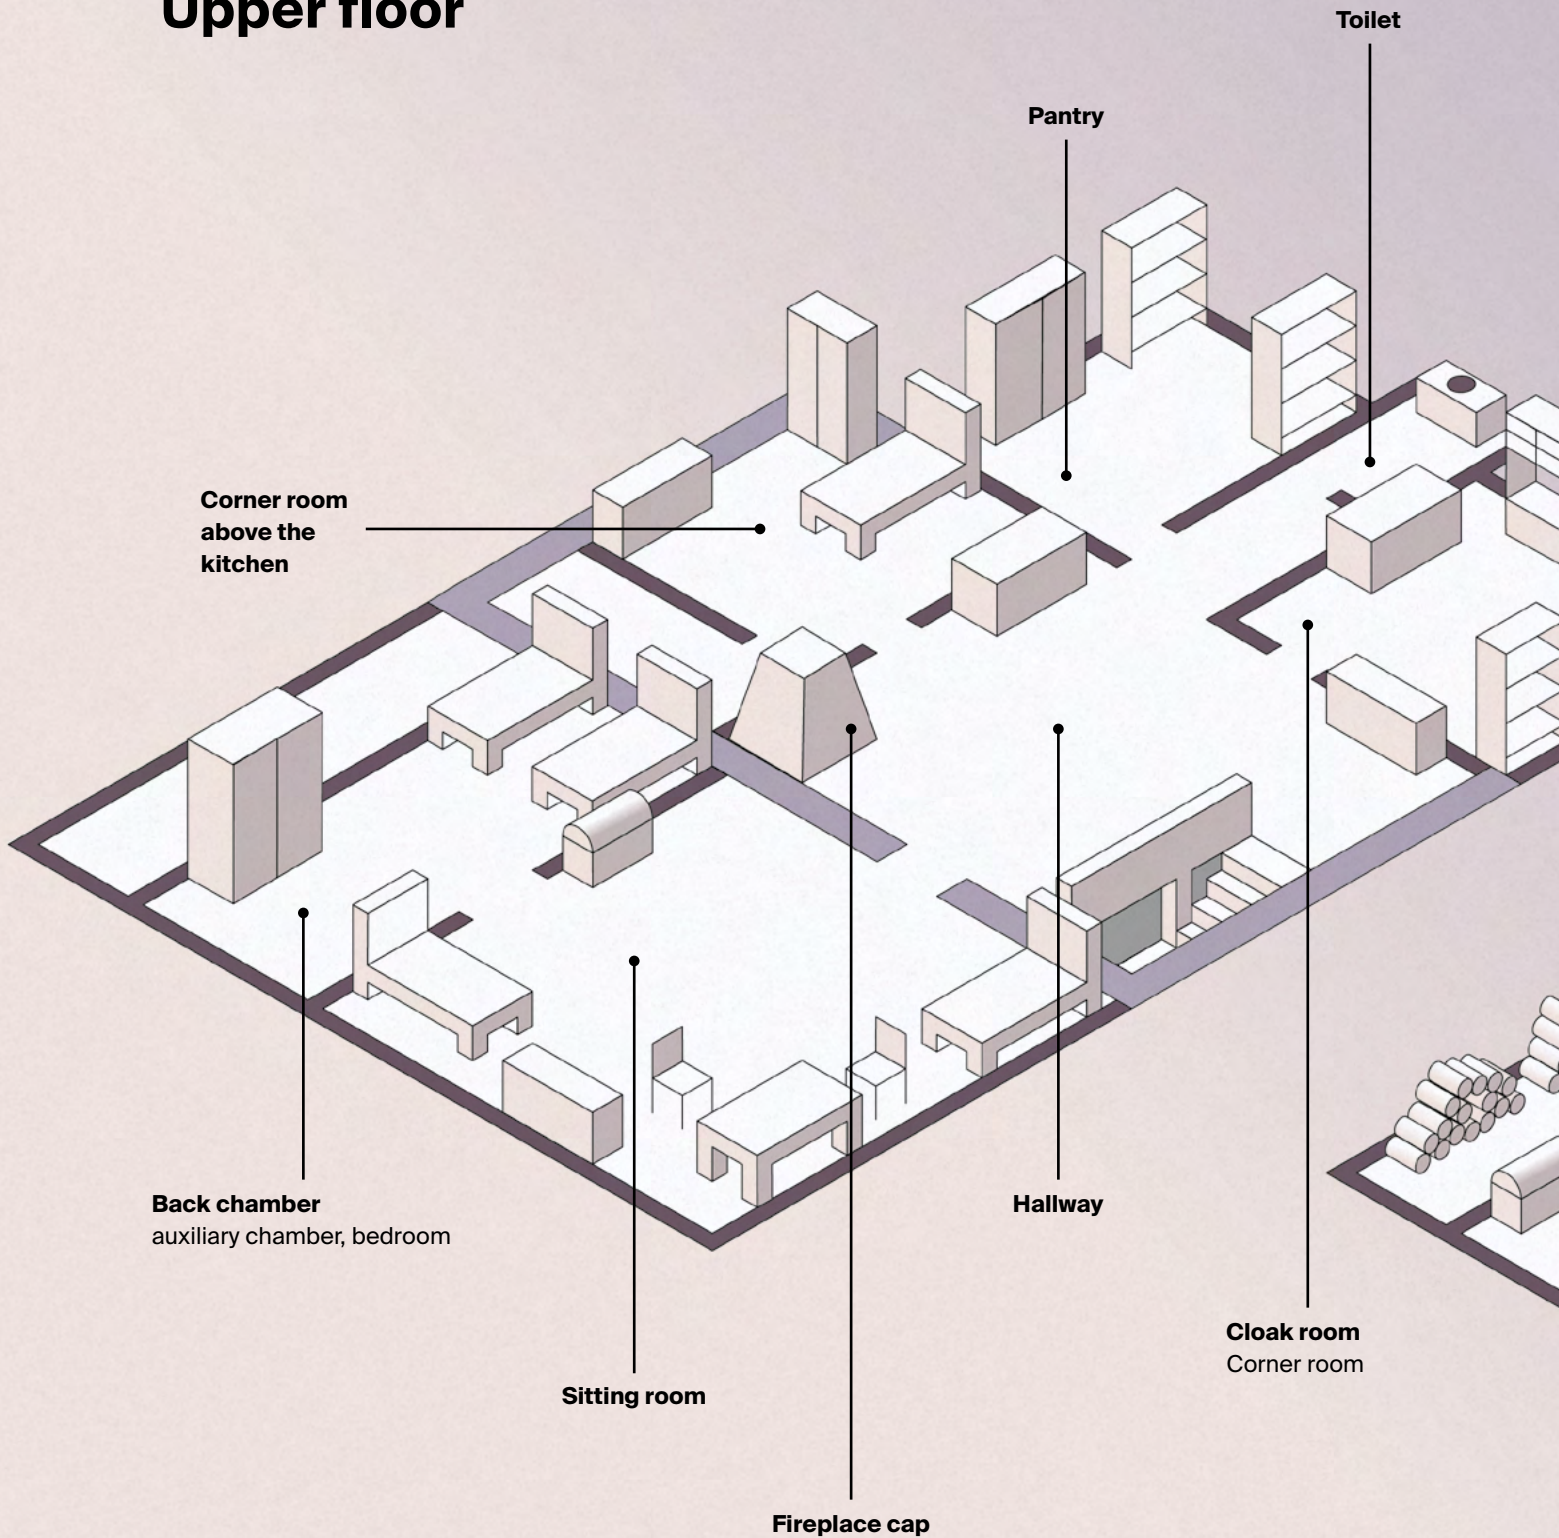 Upper floor
Toilet
Pantry
Corner room
above the
kitchen
Back chamber
auxiliary chamber, bedroom
Hallway
Cloak room
Corner room
Sitting room
Fireplace cap